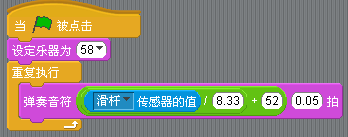 当 被点击
设定乐器为 58
重复执行
弹奏音符 滑杆 传感器的值 / 8.33 + 52 0.05 拍